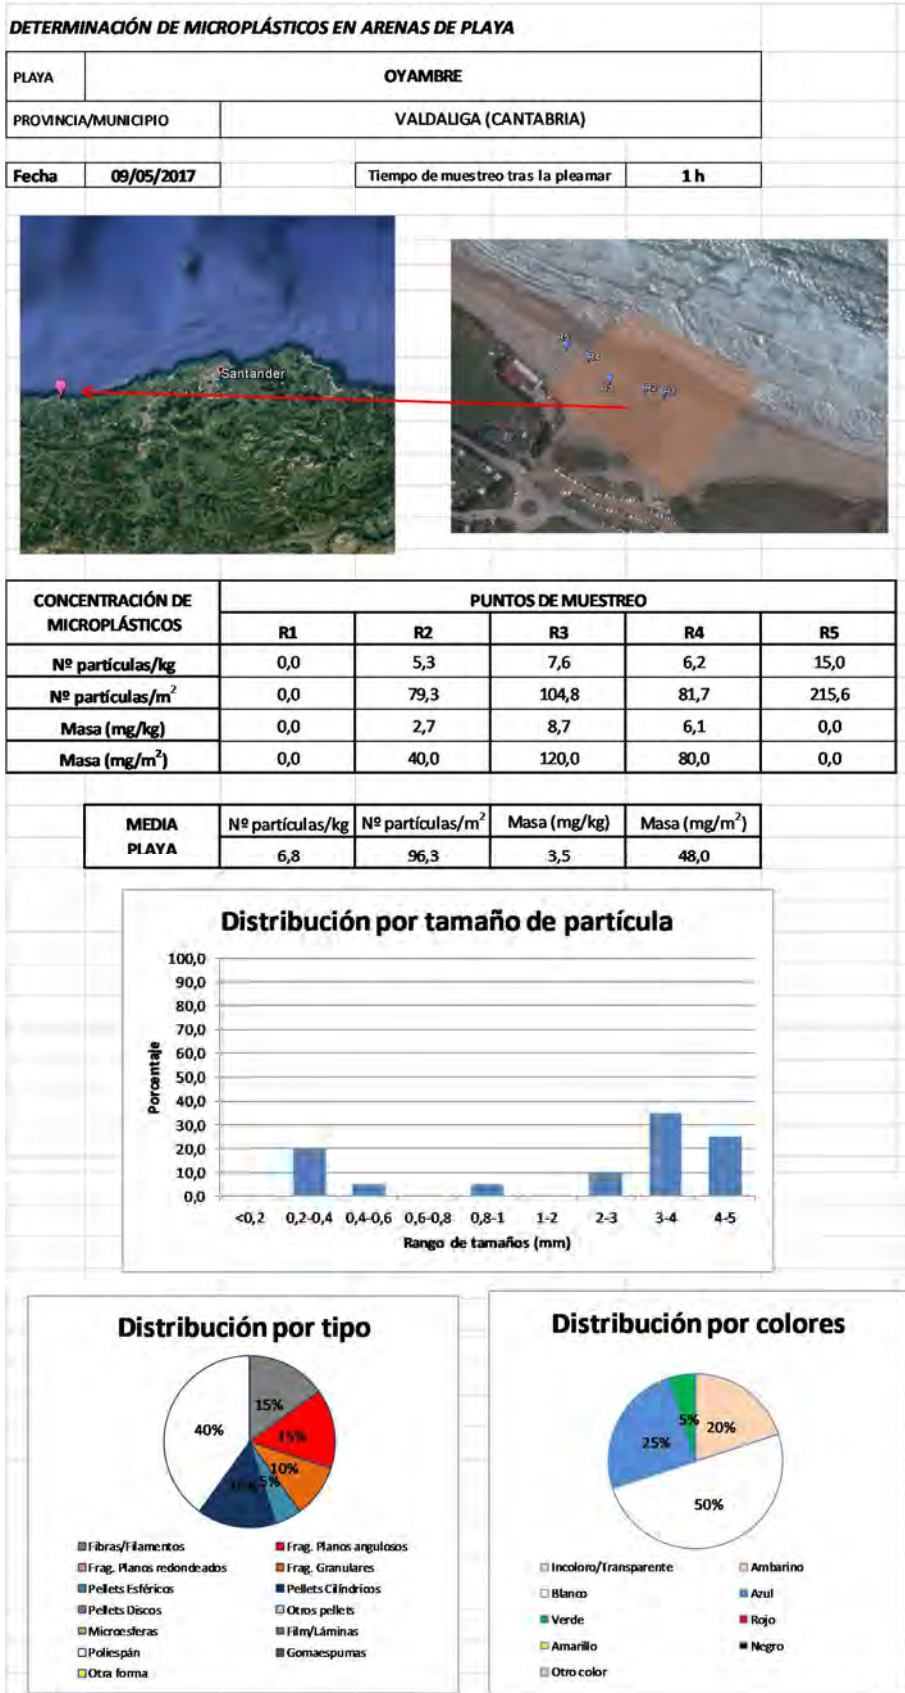 DETERMINACIÓN DE MICROPLÁSTICOS EN ARENAS DE PLAYA
PLAYA OYAMBRE
PROVINCIA/MUNICIPIO VALDALIGA (CANTABRIA)
Fecha 09/05/2017 Tiempo de muestreo tras la pleamar 1 h
Santander
R5
R4
R3 R2 R1
CONCENTRACIÓN DE MICROPLÁSTICOS PUNTOS DE MUESTREO
R1 R2 R3 R4 R5
Nº partículas/kg 0,0 5,3 7,6 6,2 15,0
Nº partículas/m² 0,0 79,3 104,8 81,7 215,6
Masa (mg/kg) 0,0 2,7 8,7 6,1 0,0
Masa (mg/m²) 0,0 40,0 120,0 80,0 0,0
MEDIA PLAYA Nº partículas/kg Nº partículas/m² Masa (mg/kg) Masa (mg/m²)
6,8 96,3 3,5 48,0
Distribución por tamaño de partícula
Porcentaje
100,0
90,0
80,0
70,0
60,0
50,0
40,0
30,0
20,0
10,0
0,0
<0,2 0,2-0,4 0,4-0,6 0,6-0,8 0,8-1 1-2 2-3 3-4 4-5
Rango de tamaños (mm)
Distribución por tipo
15%
40% 15%
10%
15% 5%
Fibras/Filamentos Frag. Planos angulosos
Frag. Planos redondeados Frag. Granulares
Pellets Esféricos Pellets Cilíndricos
Pellets Discos Otros pellets
Microesferas Film/Láminas
Poliespán Gomaespumas
Otra forma
Distribución por colores
5% 20%
25%
50%
Incoloro/Transparente Ambarino
Blanco Azul
Verde Rojo
Amarillo Negro
Otro color